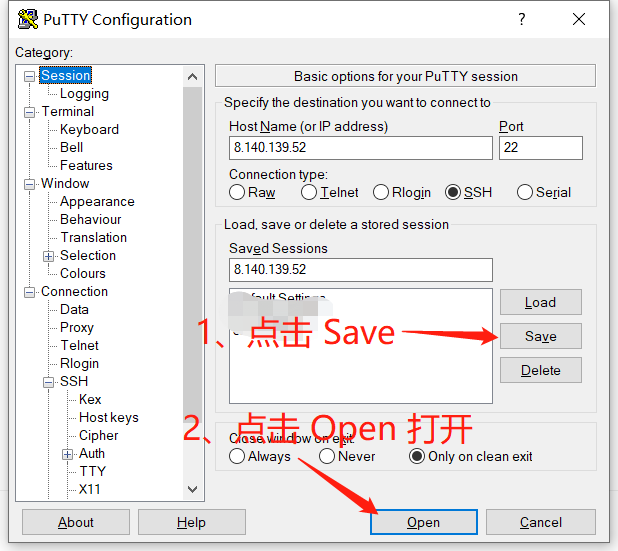 PuTTY Configuration
?
Category:
Session
Logging
Terminal
Keyboard
Bell
Features
Window
Appearance
Behaviour
Translation
Selection
Colours
Connection
Data
Proxy
Telnet
Rlogin
SSH
Kex
Host keys
Cipher
Auth
TTY
X11
Basic options for your PuTTY session
Specify the destination you want to connect to
Host Name (or IP address) Port
8.140.139.52 22
Connection type:
Raw Telnet Rlogin SSH Serial
Load, save or delete a stored session
Saved Sessions
8.140.139.52
Settings
Load
1、点击 Save
Save
Delete
2、点击 Open 打开
Close window on exit
Always Never Only on clean exit
About Help Open Cancel